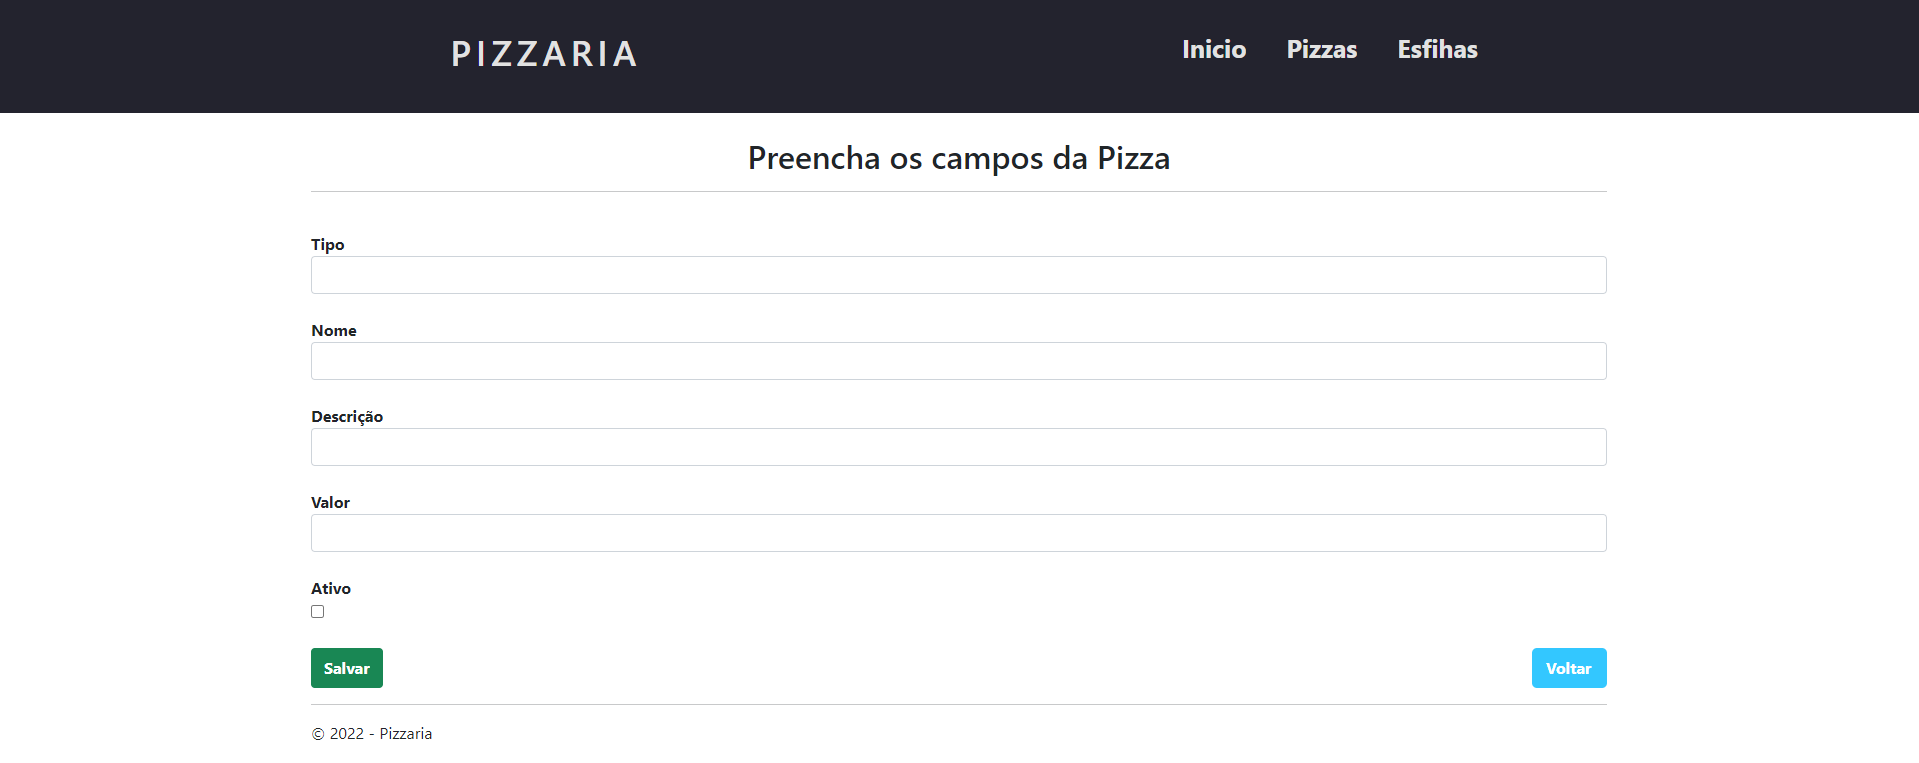 PIZZARIA
Inicio Pizzas Esfihas
Preencha os campos da Pizza
Tipo
Nome
Descrição
Valor
Ativo
Salvar Voltar
© 2022 - Pizzaria